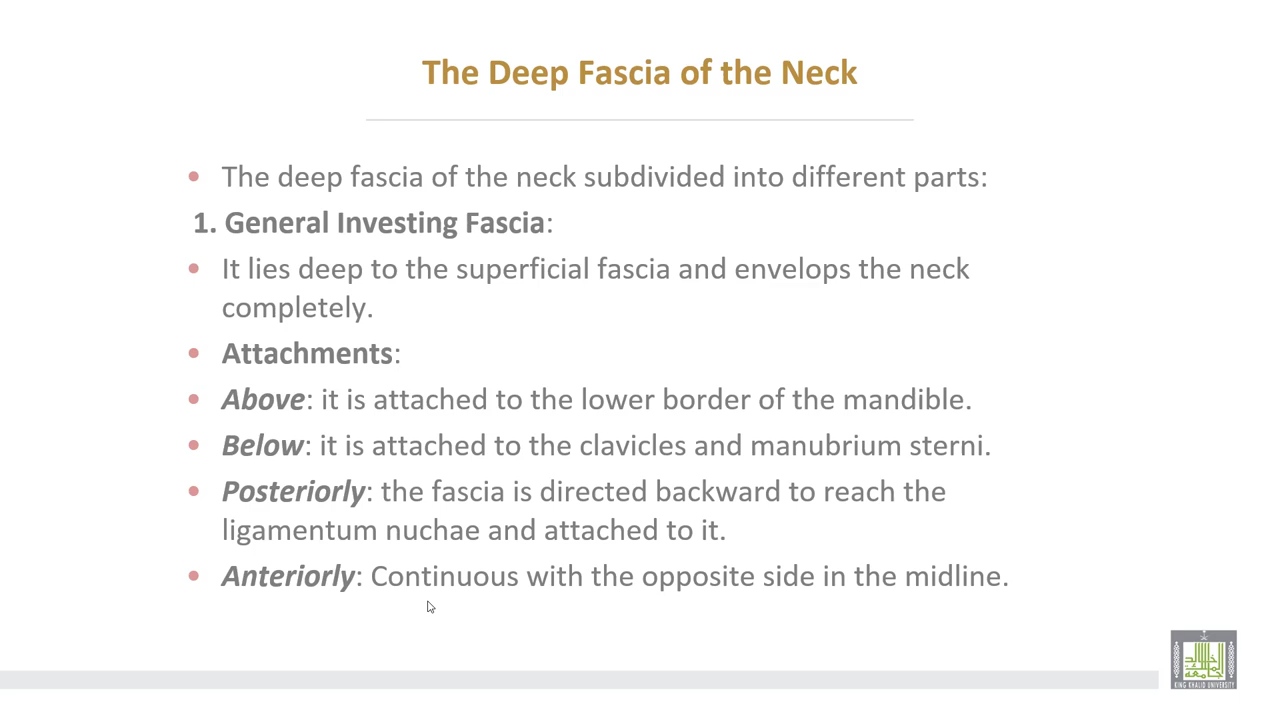 The Deep Fascia of the Neck
• The deep fascia of the neck subdivided into different parts:
1. General Investing Fascia:
• It lies deep to the superficial fascia and envelops the neck
completely.
• Attachments:
• Above: it is attached to the lower border of the mandible.
• Below: it is attached to the clavicles and manubrium sterni.
• Posteriorly: the fascia is directed backward to reach the
ligamentum nuchae and attached to it.
• Anteriorly: Continuous with the opposite side in the midline.
KING KHALID UNIVERSITY